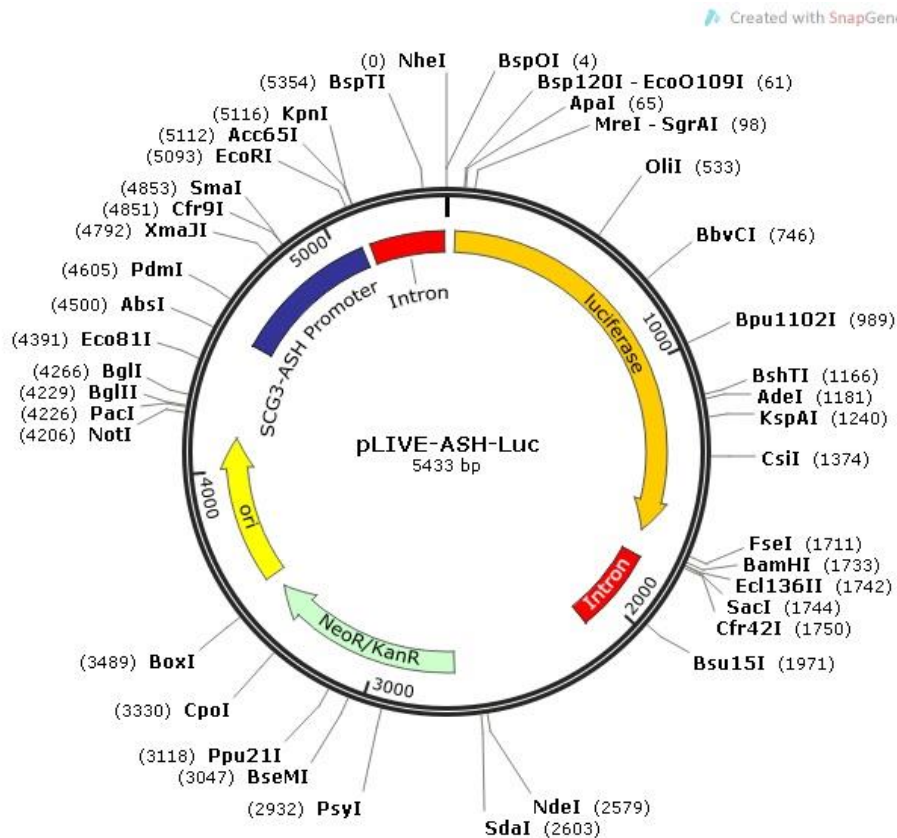 Created with SnapGene
(0) NheI
BspOI (4)
(5354) BspTI
Bsp120I - EcoO109I (61)
(5116) KpnI
ApaI (65)
(5112) Acc65I
MreI - SgrAI (98)
(5093) EcoRI
OliI (533)
(4853) SmaI
(4851) Cfr9I
(4792) XmaJI
BbvCI (746)
(4605) PdmI
(4500) AbsI
Bpu1102I (989)
(4391) Eco81I
(4266) BglI
BshTI (1166)
(4229) BglII
AdeI (1181)
(4226) PacI
KspAI (1240)
(4206) NotI
CsiI (1374)
5000
Intron
SCG3-ASH Promoter
luciferase
1000
pLIVE-ASH-Luc
5433 bp
4000
ori
FseI (1711)
BamHI (1733)
Ecl136II (1742)
SacI (1744)
Cfr42I (1750)
Intron
2000
Bsu15I (1971)
NeoR/KanR
3000
(3489) BoxI
(3330) CpoI
(3118) Ppu21I
(3047) BseMI
(2932) PsyI
NdeI (2579)
SdaI (2603)